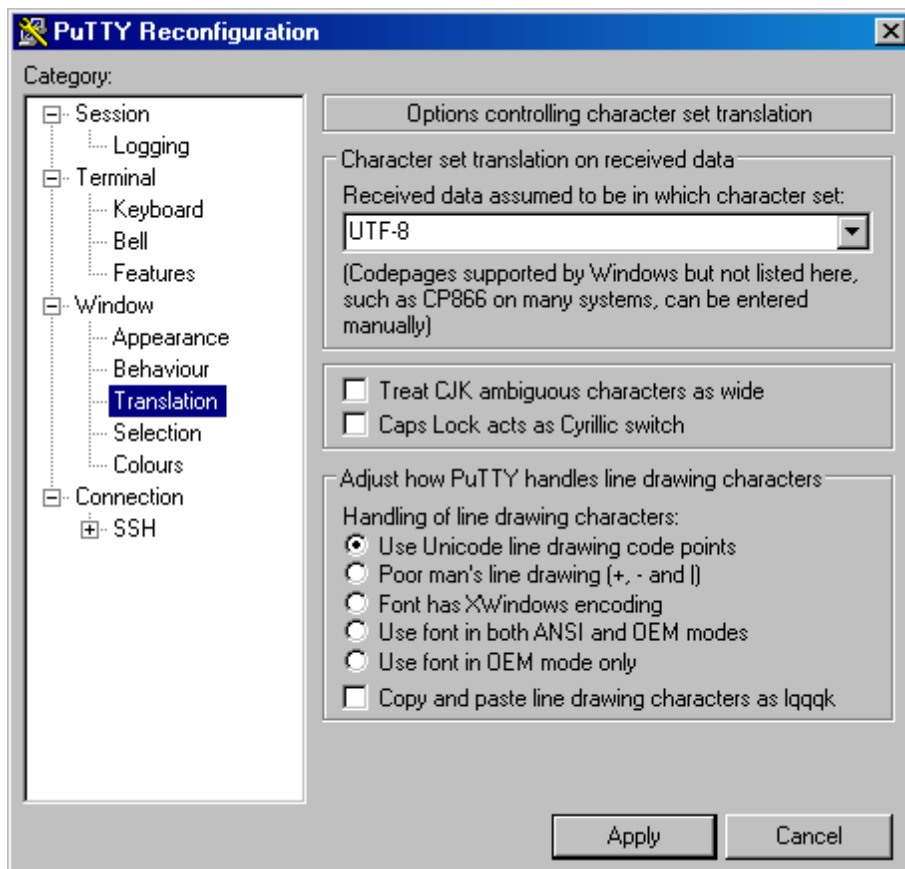 PuTTY Reconfiguration
Category:
Session
Logging
Terminal
Keyboard
Bell
Features
Window
Appearance
Behaviour
Translation
Selection
Colours
Connection
SSH
Options controlling character set translation
Character set translation on received data
Received data assumed to be in which character set:
UTF-8
(Codepages supported by Windows but not listed here,
such as CP866 on many systems, can be entered
manually)
Treat CJK ambiguous characters as wide
Caps Lock acts as Cyrillic switch
Adjust how PuTTY handles line drawing characters
Handling of line drawing characters:
Use Unicode line drawing code points
Poor man's line drawing (+, - and |)
Font has XWindows encoding
Use font in both ANSI and OEM modes
Use font in OEM mode only
Copy and paste line drawing characters as lqqqk
Apply
Cancel